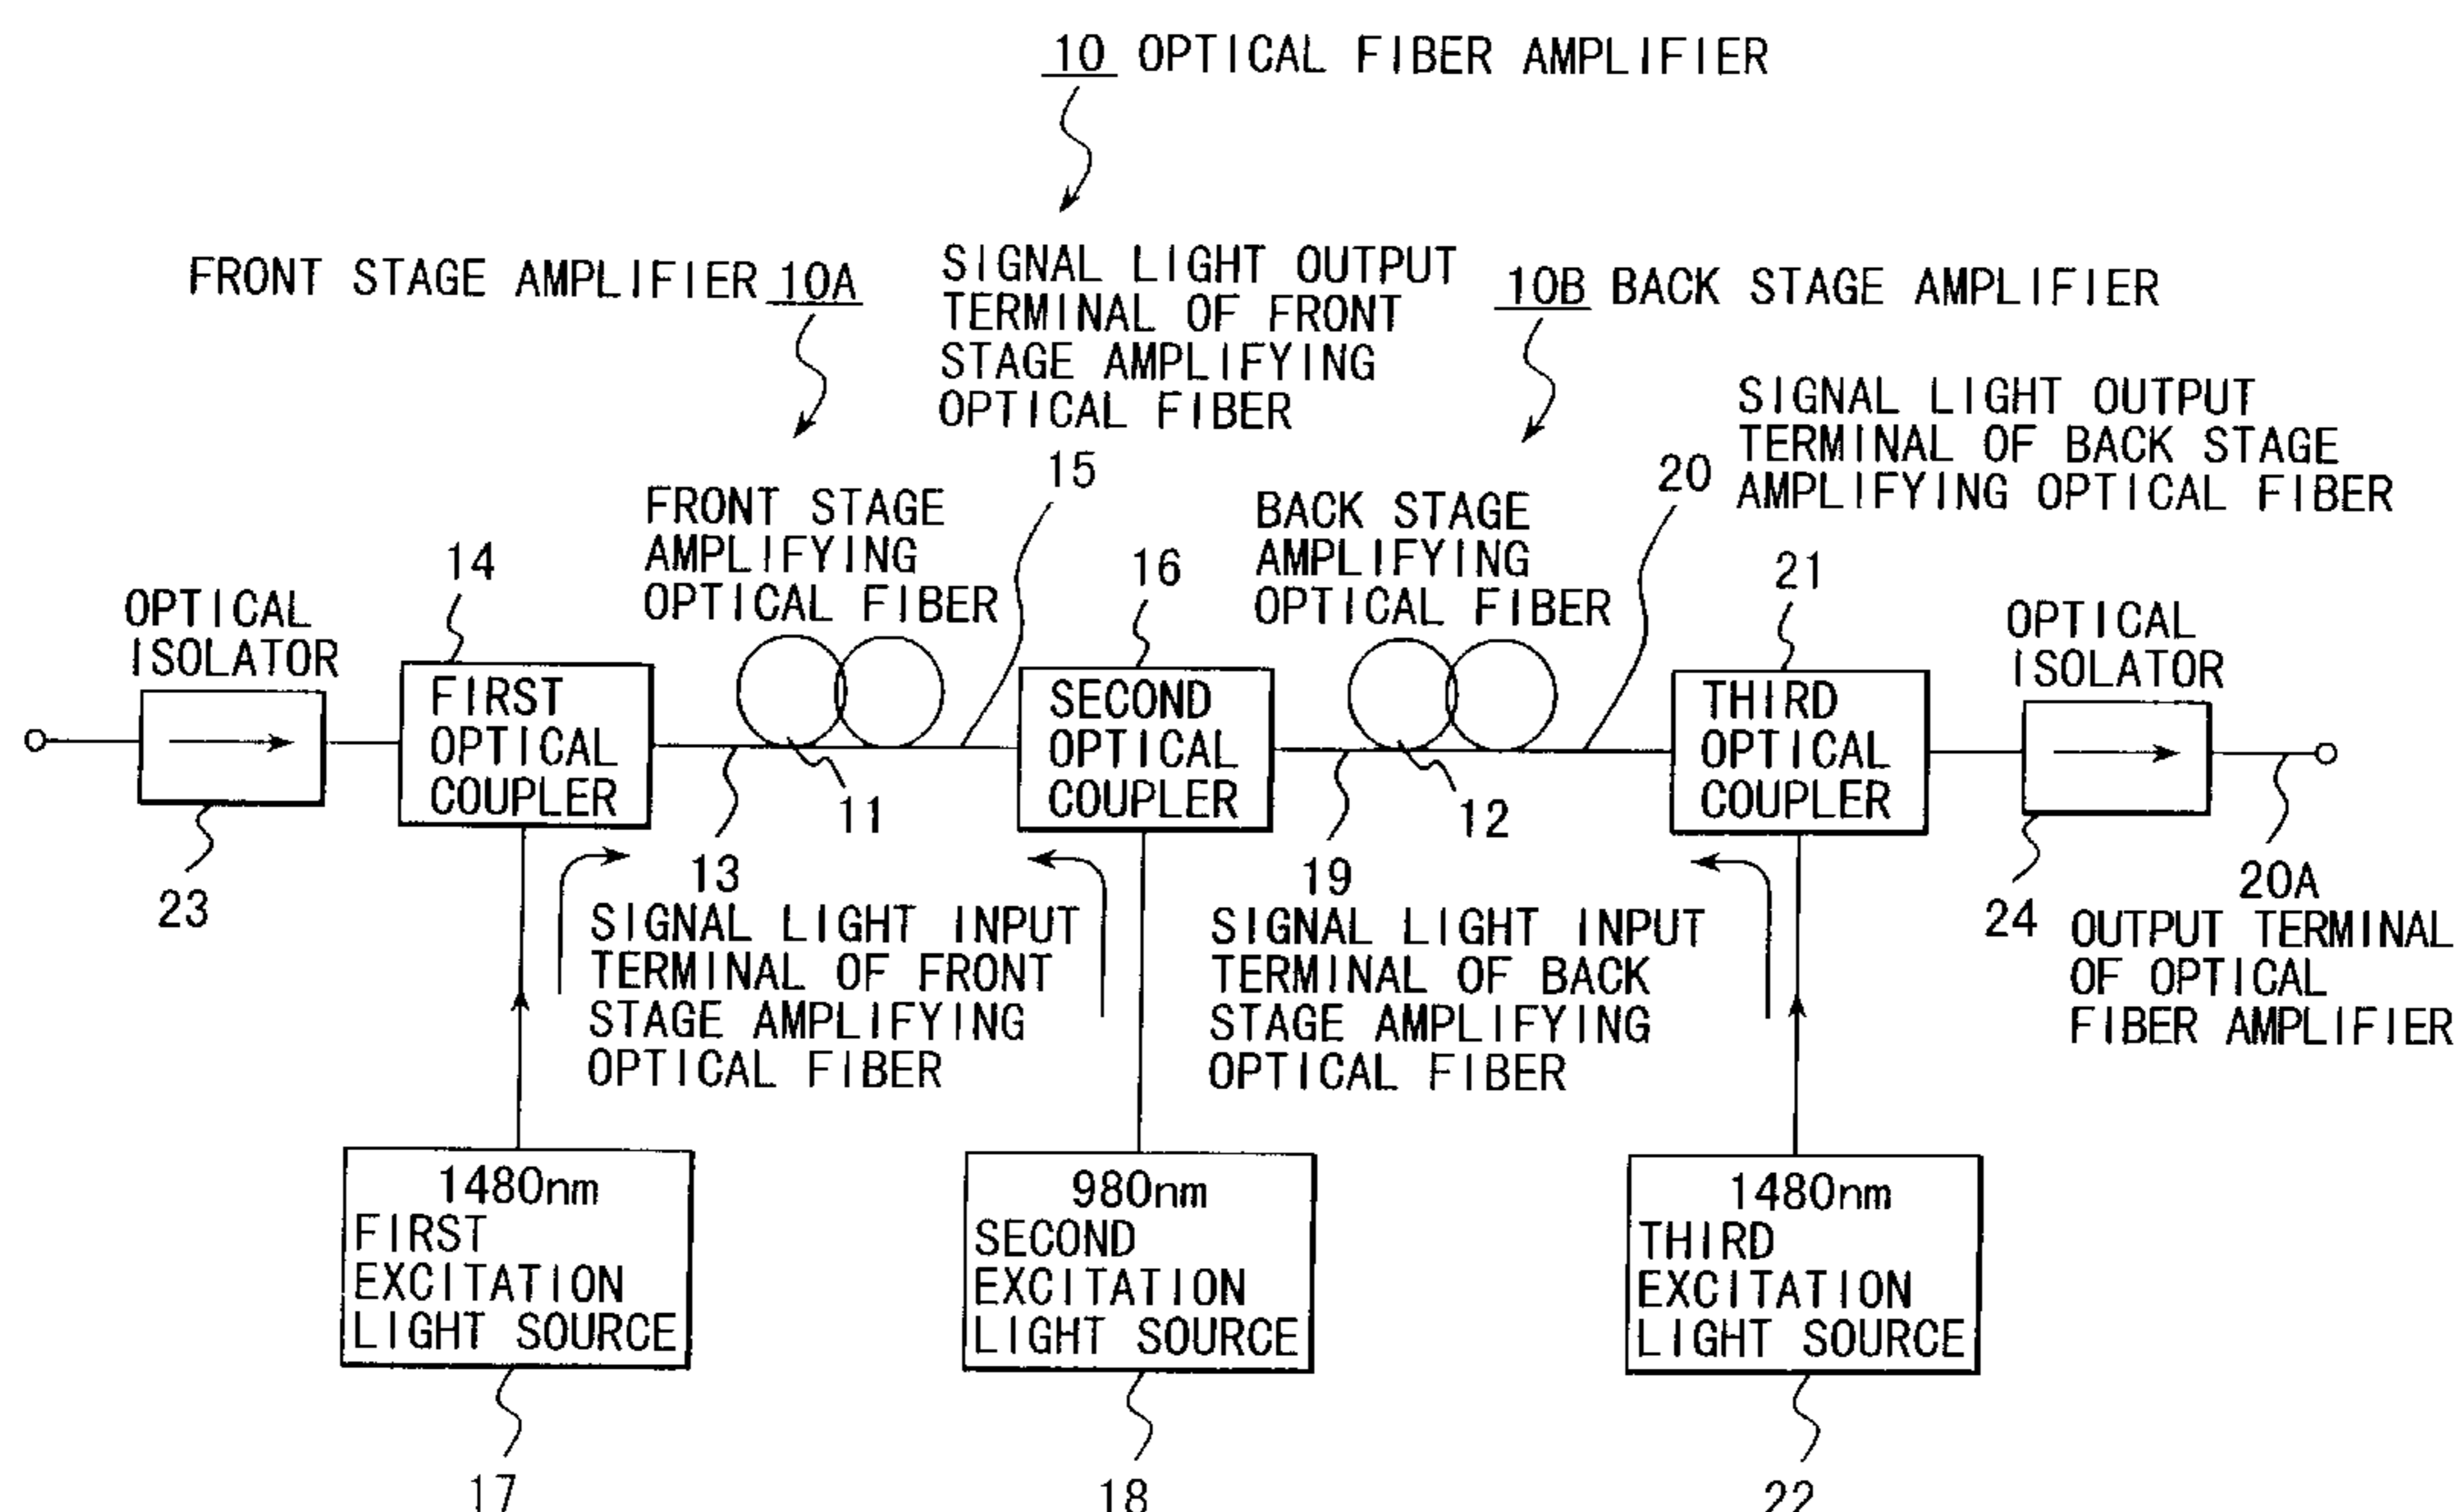 10 OPTICAL FIBER AMPLIFIER
FRONT STAGE AMPLIFIER 10A
SIGNAL LIGHT OUTPUT
TERMINAL OF FRONT
STAGE AMPLIFYING
OPTICAL FIBER
15
10B BACK STAGE AMPLIFIER
SIGNAL LIGHT OUTPUT
TERMINAL OF BACK STAGE
AMPLIFYING OPTICAL FIBER
20
OPTICAL
ISOLATOR
23
14
FIRST
OPTICAL
COUPLER
FRONT STAGE
AMPLIFYING
OPTICAL FIBER
11
13
SIGNAL LIGHT INPUT
TERMINAL OF FRONT
STAGE AMPLIFYING
OPTICAL FIBER
16
SECOND
OPTICAL
COUPLER
BACK STAGE
AMPLIFYING
OPTICAL FIBER
12
19
SIGNAL LIGHT INPUT
TERMINAL OF BACK
STAGE AMPLIFYING
OPTICAL FIBER
21
THIRD
OPTICAL
COUPLER
OPTICAL
ISOLATOR
24
20A
OUTPUT TERMINAL
OF OPTICAL
FIBER AMPLIFIER
1480nm
FIRST
EXCITATION
LIGHT SOURCE
17
980nm
SECOND
EXCITATION
LIGHT SOURCE
18
1480nm
THIRD
EXCITATION
LIGHT SOURCE
22